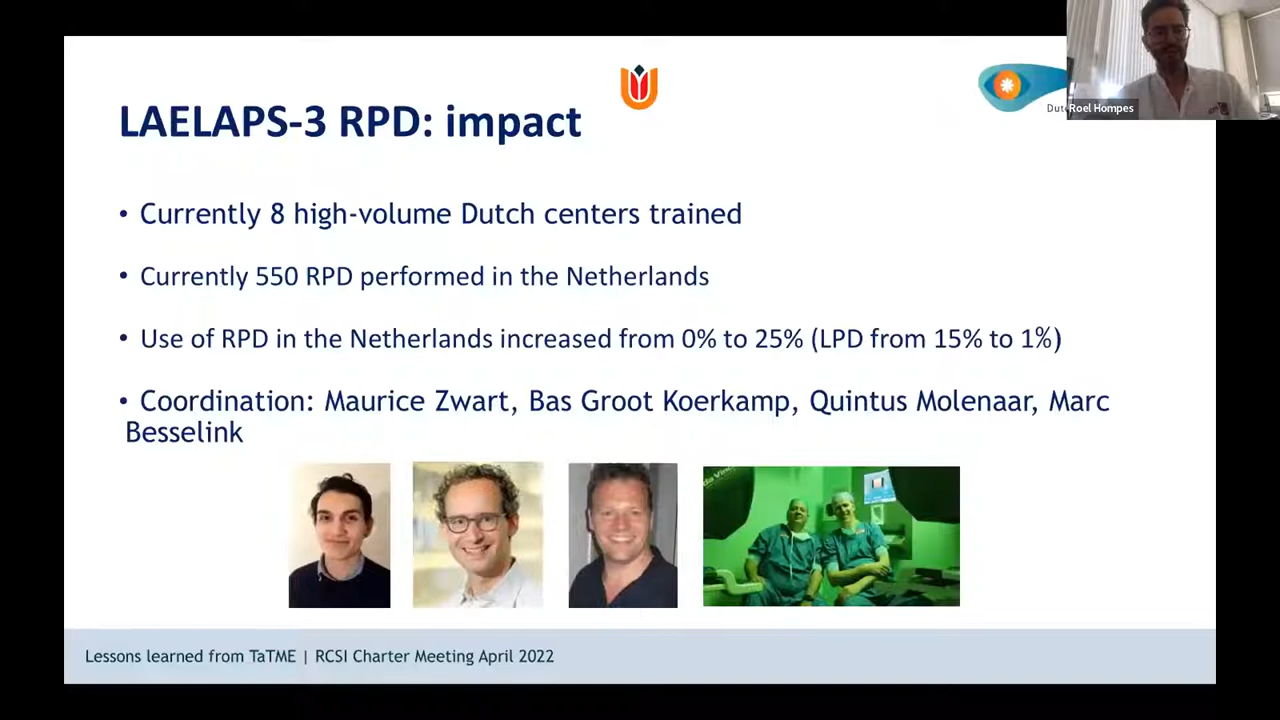 Roel Hompes
Dut
LAELAPS-3 RPD: impact
• Currently 8 high-volume Dutch centers trained
• Currently 550 RPD performed in the Netherlands
• Use of RPD in the Netherlands increased from 0% to 25% (LPD from 15% to 1%)
• Coordination: Maurice Zwart, Bas Groot Koerkamp, Quintus Molenaar, Marc
Besselink
Lessons learned from TaTME | RCSI Charter Meeting April 2022